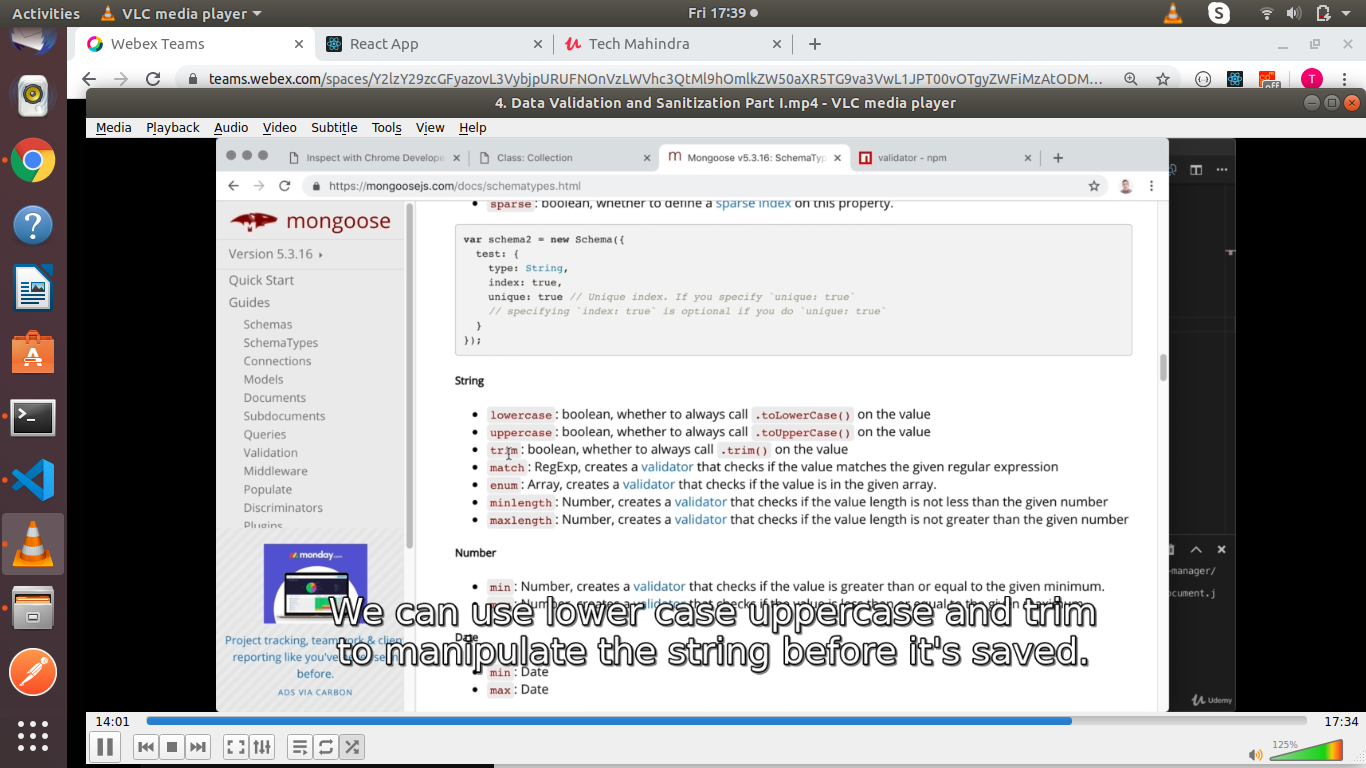 Activities VLC media player Fri 17:39
Webex Teams React App Tech Mahindra
teams.webex.com/spaces/Y2lzY29zcGFyazovL3VybjpURUFNOnVzLWVhc3QtMl9hOmlkZW50aXR5TG9va3VwL1JPT00vOTgyZWFiMzAtODM... T off
4. Data Validation and Sanitization Part I.mp4 - VLC media player
Media Playback Audio Video Subtitle Tools View Help
Inspect with Chrome Develope Class: Collection Mongoose v5.3.16: SchemaTyp validator - npm
https://mongoosejs.com/docs/schematypes.html
mongoose
Version 5.3.16
Quick Start
Guides
Schemas
SchemaTypes
Connections
Models
Documents
Subdocuments
Queries
Validation
Middleware
Populate
Discriminators
Plugins
monday.com
Project tracking, teamwork & client
reporting like you've
before.
ADS VIA CARBON
sparse: boolean, whether to define a sparse index on this property.
var schema2 = new Schema({
test: {
type: String,
index: true,
unique: true // Unique index. If you specify `unique: true`
// specifying `index: true` is optional if you do `unique: true`
}
});
String
lowercase: boolean, whether to always call .toLowerCase() on the value
uppercase: boolean, whether to always call .toUpperCase() on the value
trim: boolean, whether to always call .trim() on the value
match: RegExp, creates a validator that checks if the value matches the given regular expression
enum: Array, creates a validator that checks if the value is in the given array.
minlength: Number, creates a validator that checks if the value length is not less than the given number
maxlength: Number, creates a validator that checks if the value length is not greater than the given number
Number
min: Number, creates a validator that checks if the value is greater than or equal to the given minimum.
Date
min: Date
max: Date
We can use lower case uppercase and trim
to manipulate the string before it's saved.
-manager/
ocument.j
Udemy
14:01 17:34
125%